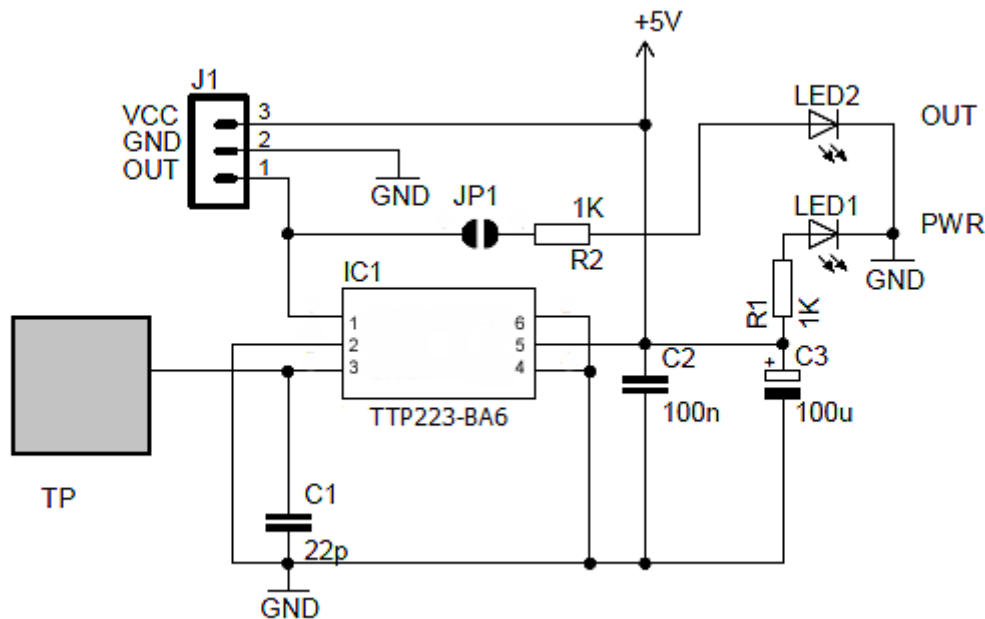 +5V
J1
LED2
OUT
VCC 3
GND 2
OUT 1
GND
JP1
1K
R2
LED1
PWR
GND
IC1
R1
1K
1
2
3
6
5
4
C2
100n
+
C3
100u
TTP223-BA6
TP
C1
22p
GND